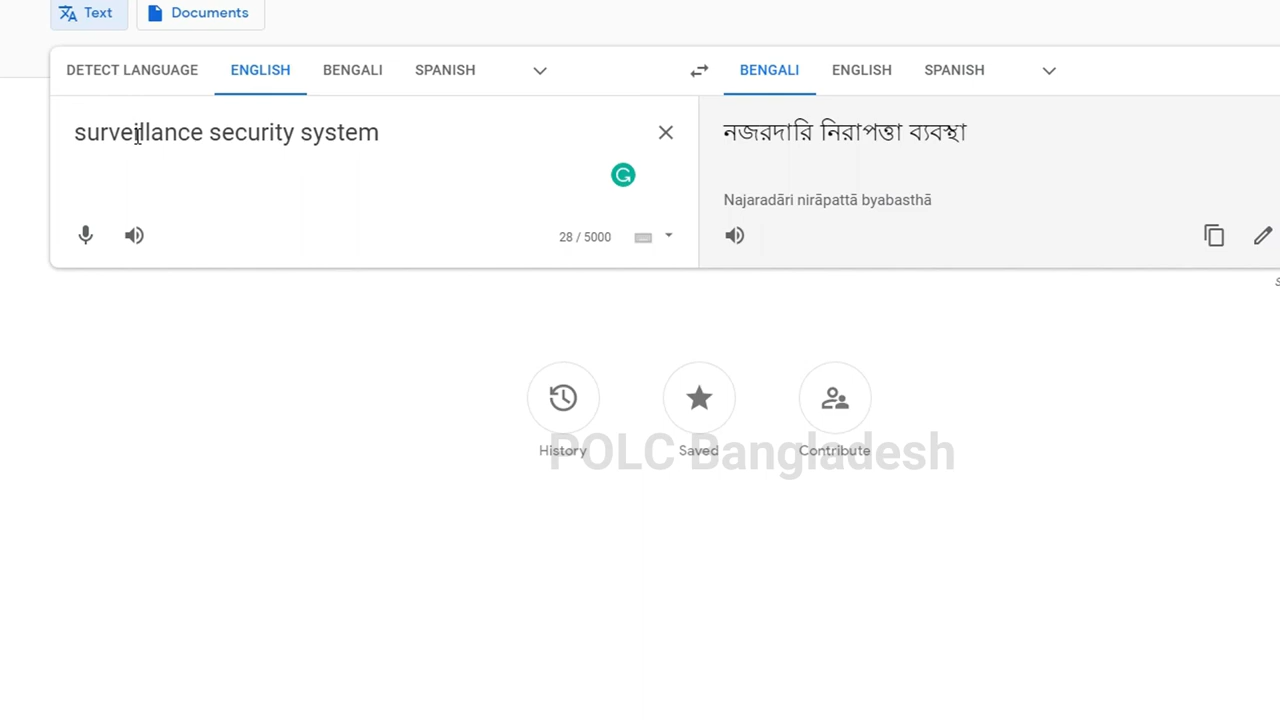 Text Documents
DETECT LANGUAGE ENGLISH BENGALI SPANISH BENGALI ENGLISH SPANISH
surveillance security system
নজরদারি নিরাপত্তা ব্যবস্থা
Najaradāri nirāpattā byabasthā
28 / 5000
History Saved Contribute
POLC Bangladesh